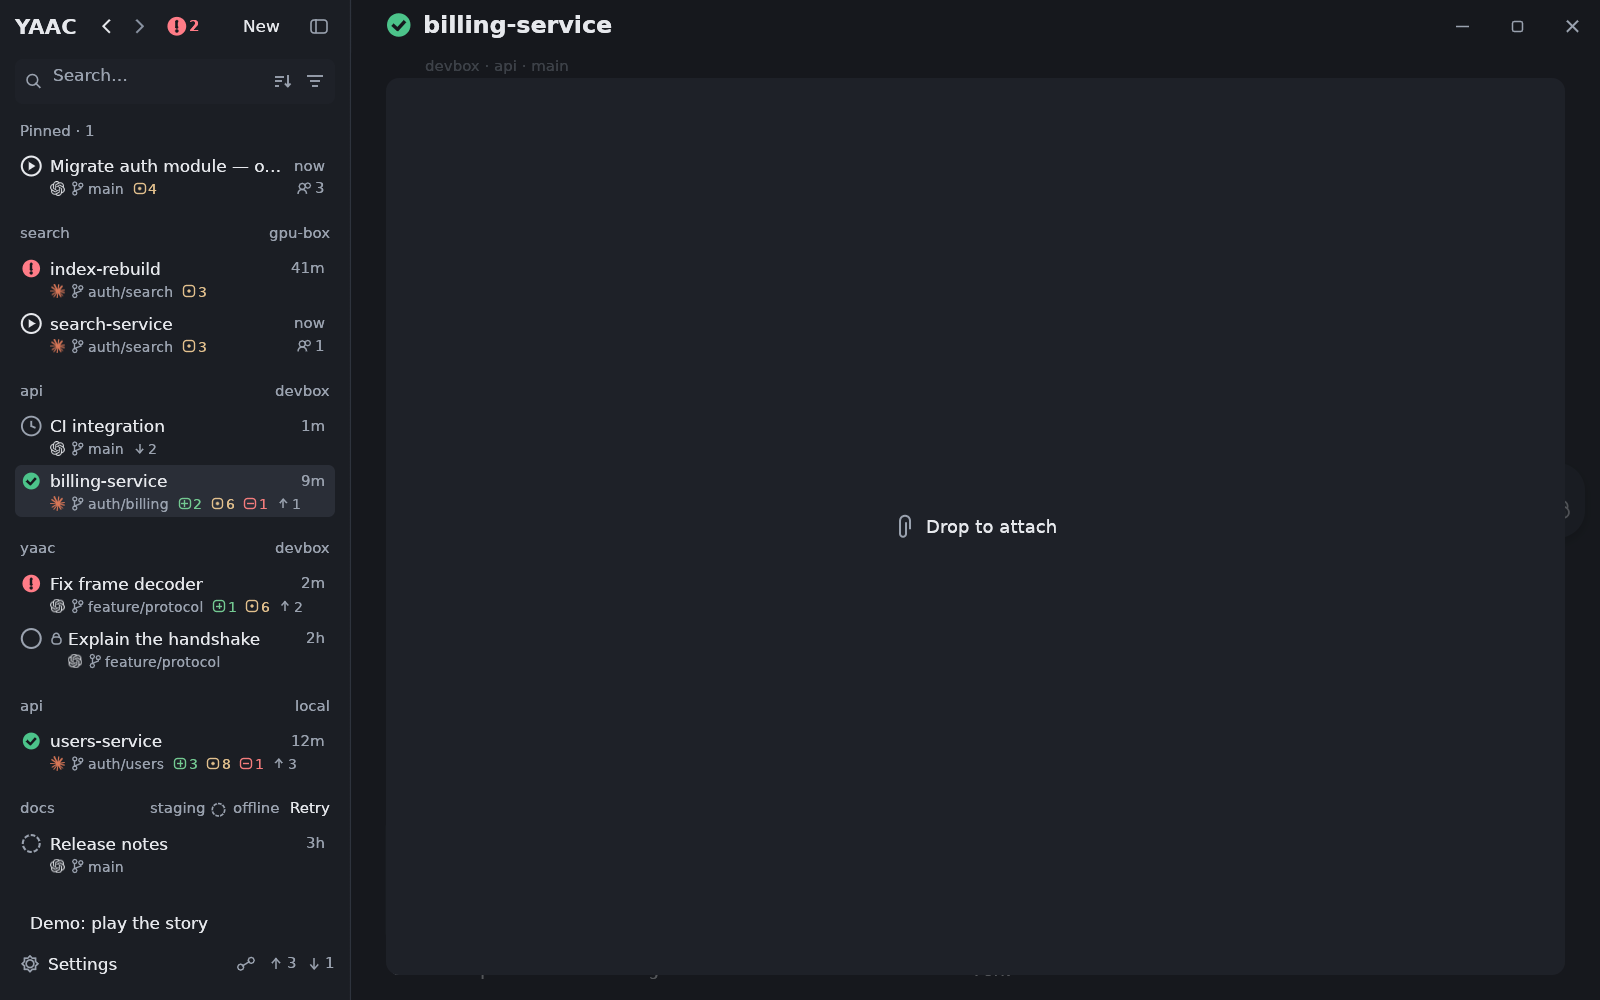 YAAC
2
New
Search...
Pinned · 1
Migrate auth module — o... now
main 4 3
search gpu-box
index-rebuild 41m
auth/search 3
search-service now
auth/search 3 1
api devbox
CI integration 1m
main 2
billing-service 9m
auth/billing 2 6 1 1
yaac devbox
Fix frame decoder 2m
feature/protocol 1 6 2
Explain the handshake 2h
feature/protocol
api local
users-service 12m
auth/users 3 8 1 3
docs staging offline Retry
Release notes 3h
main
Demo: play the story
Settings 3 1
billing-service
devbox · api · main
Drop to attach